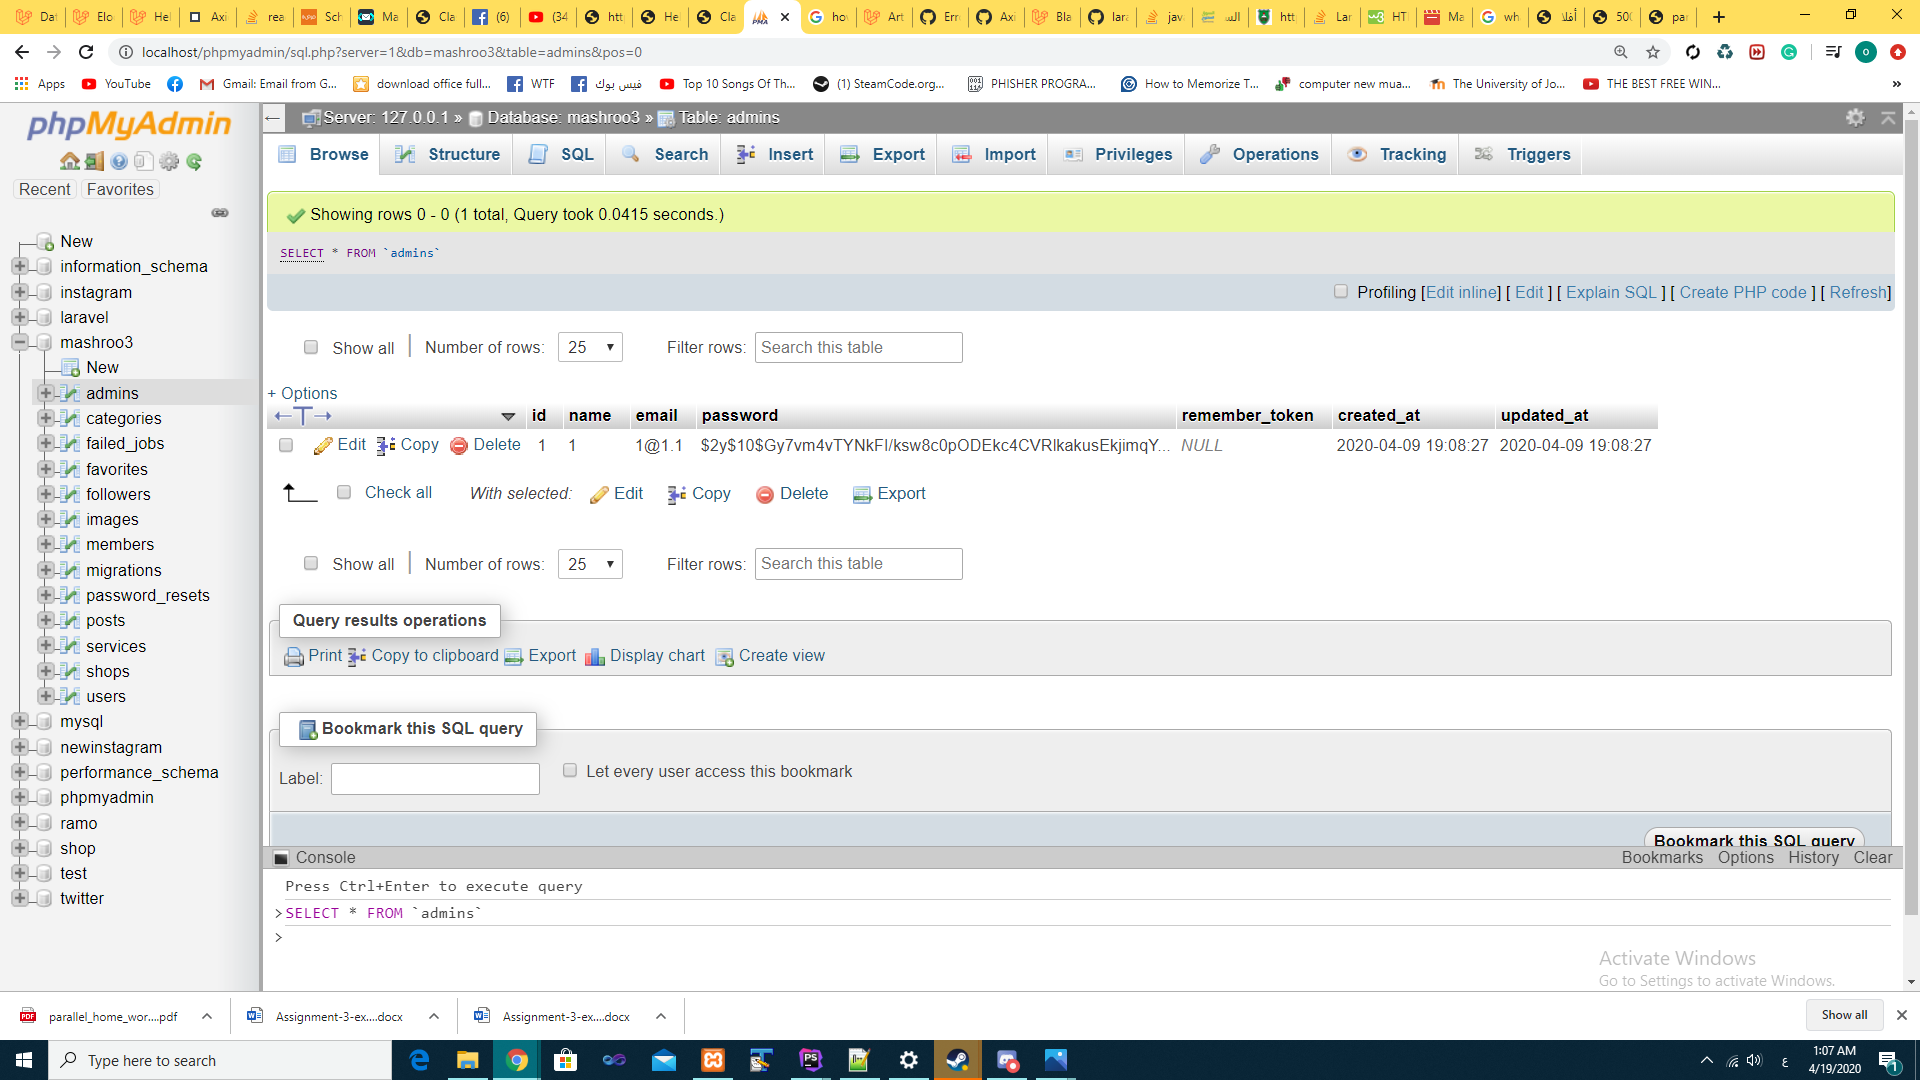 Dat
Elo
Hel
Axi
rea
Sch
Ma
Cla
(6)
(34
htt
He
Cla
hov
Art
Erro
Axi
Bla
lara
jav
الس
htt
Lar
HT
Ma
wh
أفلا
500
par
localhost/phpmyadmin/sql.php?server=1&db=mashroo3&table=admins&pos=0
Apps
YouTube
Gmail: Email from G...
download office full...
WTF
فيس بوك
Top 10 Songs Of Th...
(1) SteamCode.org...
PHISHER PROGRA...
How to Memorize T...
computer new mua...
The University of Jo...
THE BEST FREE WIN...
»
phpMyAdmin
Recent Favorites
New
information_schema
instagram
laravel
mashroo3
New
admins
categories
failed_jobs
favorites
followers
images
members
migrations
password_resets
posts
services
shops
users
mysql
newinstagram
performance_schema
phpmyadmin
ramo
shop
test
twitter
Server: 127.0.0.1 » Database: mashroo3 » Table: admins
Browse Structure SQL Search Insert Export Import Privileges Operations Tracking Triggers
Showing rows 0 - 0 (1 total, Query took 0.0415 seconds.)
SELECT * FROM `admins`
Profiling [Edit inline] [ Edit ] [ Explain SQL ] [ Create PHP code ] [ Refresh]
Show all | Number of rows: 25 Filter rows: Search this table
+ Options
←T→ id name email password remember_token created_at updated_at
Edit Copy Delete 1 1 1@1.1 $2y$10$Gy7vm4vTYNkFI/ksw8c0pODEkc4CVRlkakusEkjimqY... NULL 2020-04-09 19:08:27 2020-04-09 19:08:27
Check all With selected: Edit Copy Delete Export
Show all | Number of rows: 25 Filter rows: Search this table
Query results operations
Print Copy to clipboard Export Display chart Create view
Bookmark this SQL query
Label: Let every user access this bookmark
Bookmark this SQL query
Console Bookmarks Options History Clear
Press Ctrl+Enter to execute query
>SELECT * FROM `admins`
>
Activate Windows
Go to Settings to activate Windows.
parallel_home_wor....pdf
Assignment-3-ex....docx
Assignment-3-ex....docx
Show all
Type here to search
ع
1:07 AM
4/19/2020
1